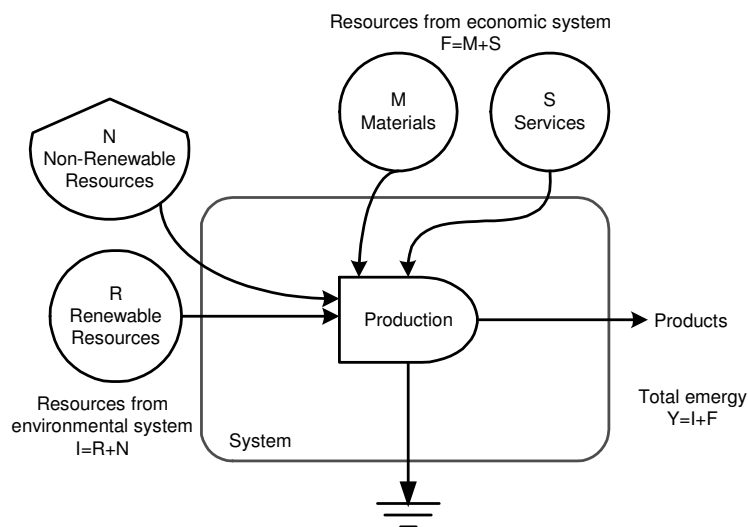 Resources from economic system
F=M+S
M
Materials
S
Services
N
Non-Renewable
Resources
R
Renewable
Resources
Production
Products
Resources from
environmental system
I=R+N
System
Total emergy
Y=I+F